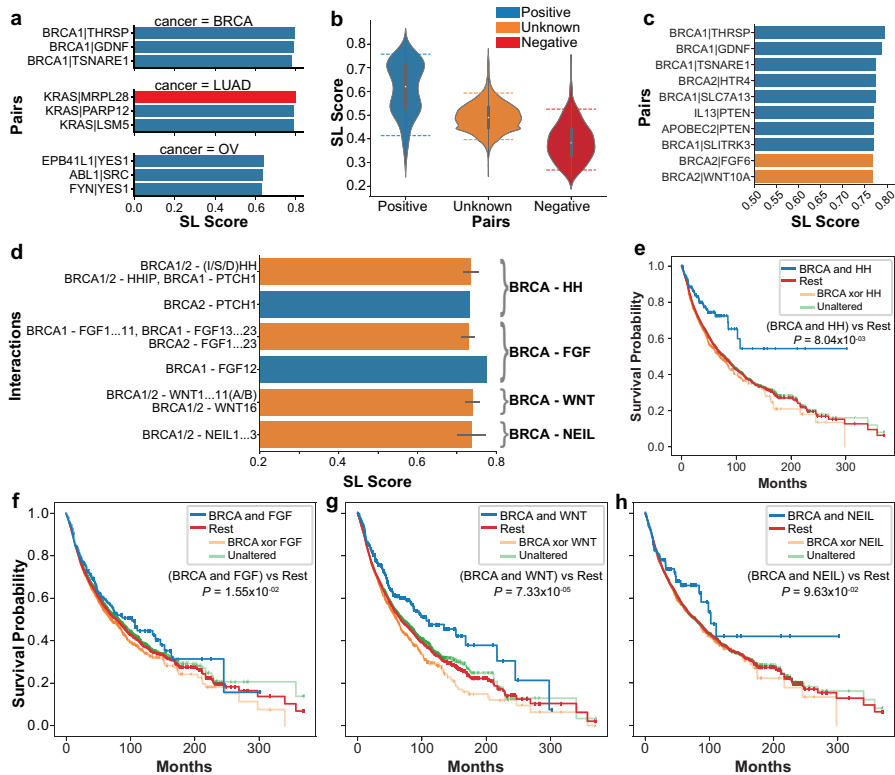 a
cancer = BRCA
BRCA1|THRSP
BRCA1|GDNF
BRCA1|TSNARE1
cancer = LUAD
KRAS|MRPL28
KRAS|PARP12
KRAS|LSM5
cancer = OV
EPB41L1|YES1
ABL1|SRC
FYN|YES1
Pairs
0.0 0.2 0.4 0.6 0.8
SL Score
b
Positive
Unknown
Negative
SL Score
0.8
0.7
0.6
0.5
0.4
0.3
0.2
Positive Unknown Negative
Pairs
c
Pairs
BRCA1|THRSP
BRCA1|GDNF
BRCA1|TSNARE1
BRCA2|HTR4
BRCA1|SLC7A13
IL13|PTEN
APOBEC2|PTEN
BRCA1|SLITRK3
BRCA2|FGF6
BRCA2|WNT10A
0.50 0.55 0.60 0.65 0.70 0.75 0.80
SL Score
d
Interactions
BRCA1/2 - (I/S/D)HH
BRCA1/2 - HHIP, BRCA1 - PTCH1
BRCA2 - PTCH1
BRCA1 - FGF1...11, BRCA1 - FGF13...23
BRCA2 - FGF1...23
BRCA1 - FGF12
BRCA1/2 - WNT1...11(A/B)
BRCA1/2 - WNT16
BRCA1/2 - NEIL1...3
BRCA - HH
BRCA - FGF
BRCA - WNT
BRCA - NEIL
0.2 0.3 0.4 0.5 0.6 0.7 0.8
SL Score
e
Survival Probability
1.0
0.8
0.6
0.4
0.2
0.0
BRCA and HH
Rest
BRCA xor HH
Unaltered
(BRCA and HH) vs Rest
P = 8.04x10-03
0 100 200 300
Months
f
Survival Probability
1.0
0.8
0.6
0.4
0.2
0.0
BRCA and FGF
Rest
BRCA xor FGF
Unaltered
(BRCA and FGF) vs Rest
P = 1.55x10-02
0 100 200 300
Months
g
BRCA and WNT
Rest
BRCA xor WNT
Unaltered
(BRCA and WNT) vs Rest
P = 7.33x10-05
0 100 200 300
Months
h
BRCA and NEIL
Rest
BRCA xor NEIL
Unaltered
(BRCA and NEIL) vs Rest
P = 9.63x10-02
0 100 200 300
Months